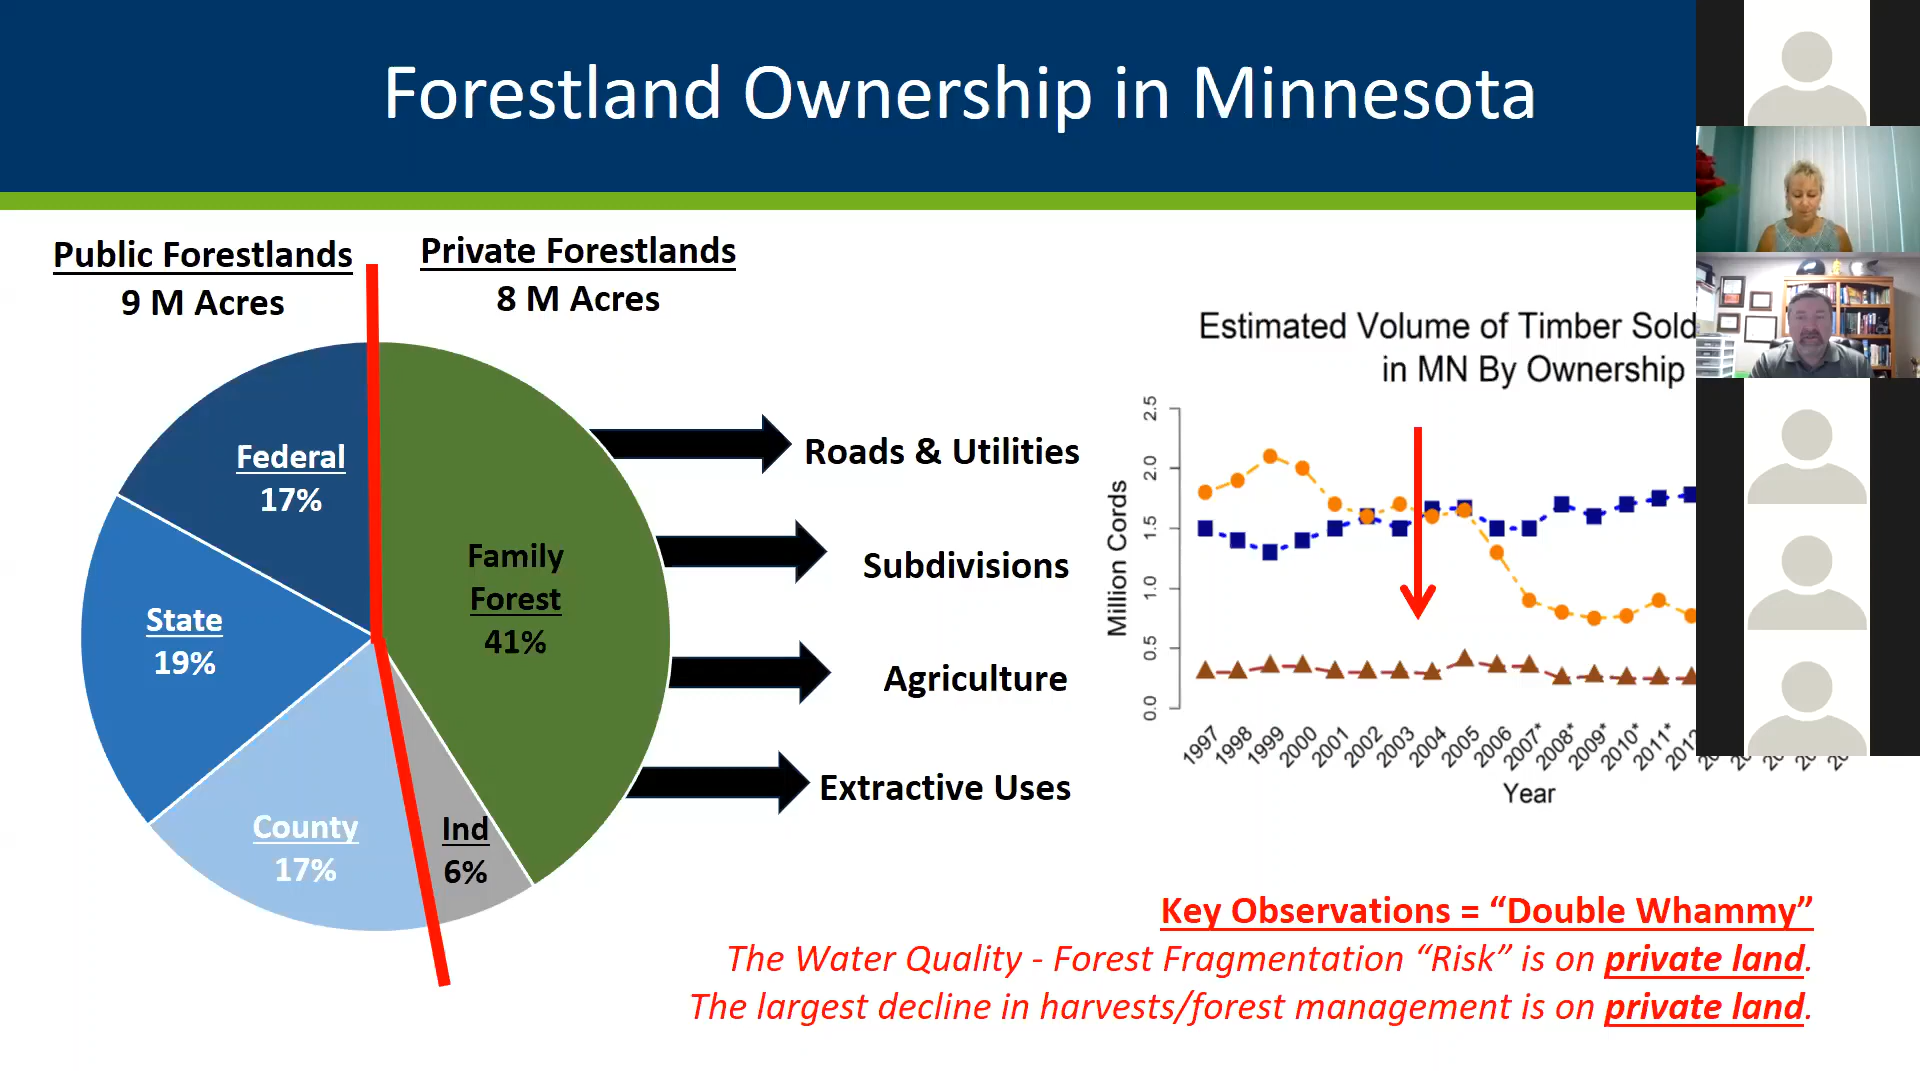 Forestland Ownership in Minnesota
Public Forestlands
9 M Acres
Private Forestlands
8 M Acres
Federal
17%
State
19%
County
17%
Ind
6%
Family
Forest
41%
Roads & Utilities
Subdivisions
Agriculture
Extractive Uses
Estimated Volume of Timber Sold
in MN By Ownership
Million Cords
2.5
2.0
1.5
1.0
0.5
0.0
1997
1998
1999
2000
2001
2002
2003
2004
2005
2006
2007*
2008*
2009*
2010*
2011*
Year
Key Observations = “Double Whammy”
The Water Quality - Forest Fragmentation “Risk” is on private land.
The largest decline in harvests/forest management is on private land.